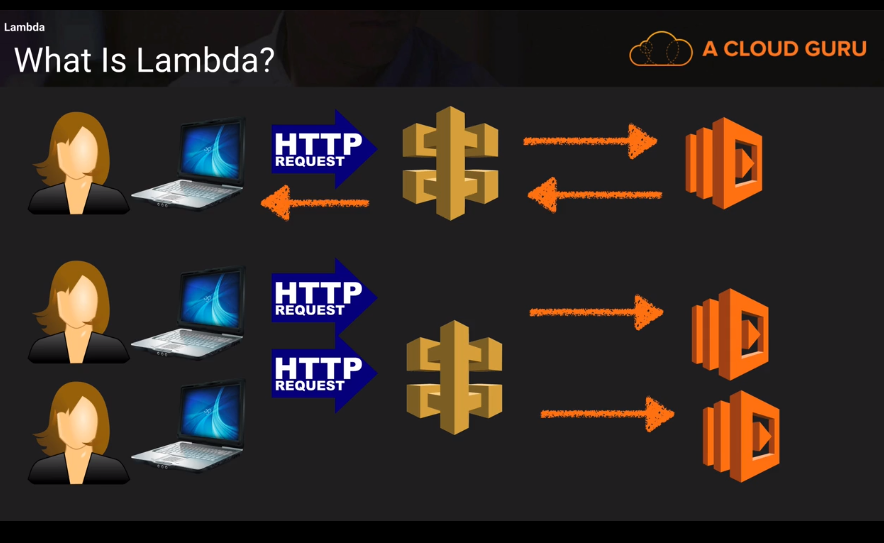 Lambda
What Is Lambda?
A CLOUD GURU
HTTP
REQUEST
HTTP
REQUEST
HTTP
REQUEST